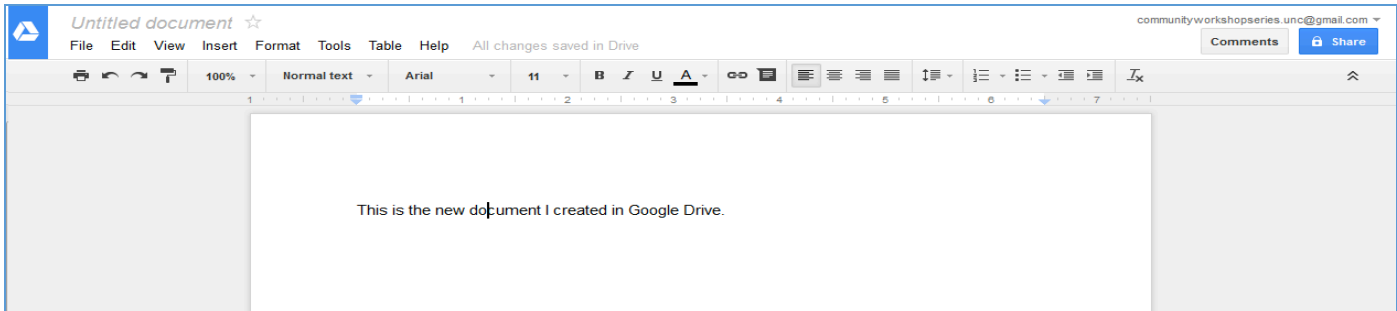 Untitled document
communityworkshopseries.unc@gmail.com
File Edit View Insert Format Tools Table Help All changes saved in Drive
Comments Share
100% Normal text Arial 11 B I U A
1 1 2 3 4 5 6 7
This is the new document I created in Google Drive.